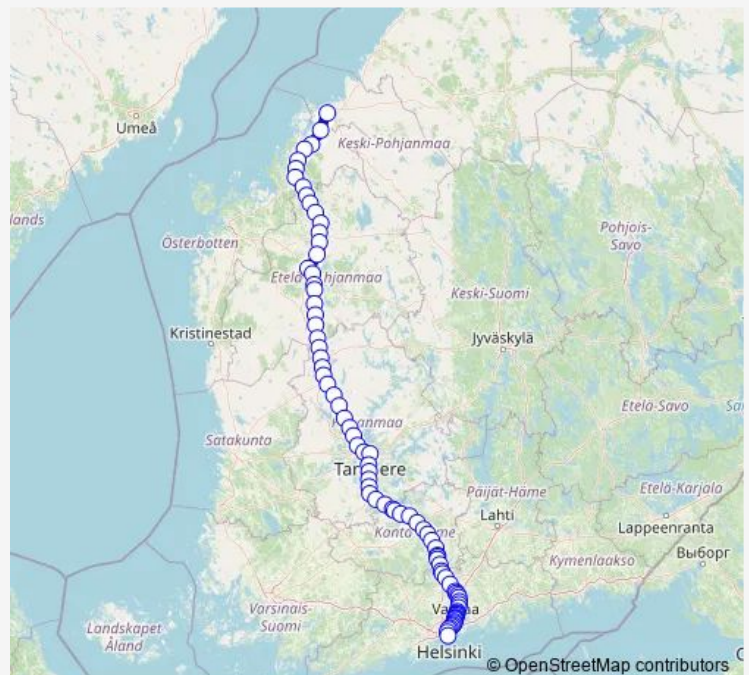 Umeå
Keski-Pohjanmaa
Österbotten
Pohjois-
Savo
Keski-Suomi
Kristinestad
Jyväskylä
Etelä-Savo
Satakunta
Päijät-Häme
Etelä-Karjala
Lahti
Lappeenranta
Выборг
Kymenlaakso
Varsinais-
Suomi
Landskapet
Åland
Helsinki
© OpenStreetMap contributors